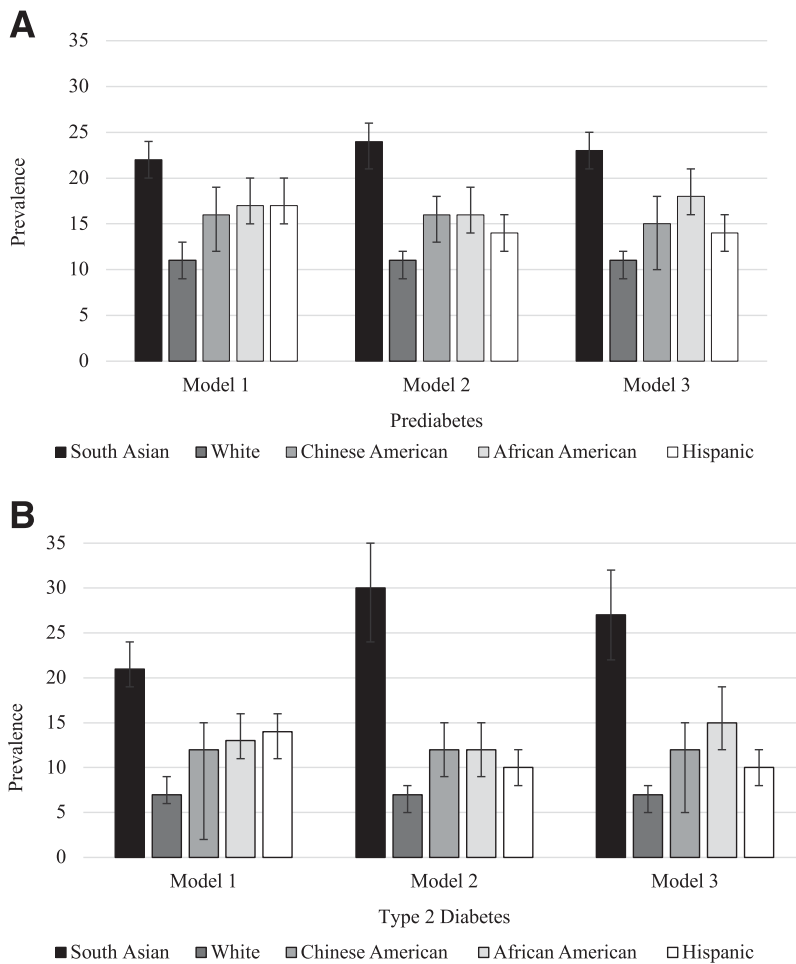 A
35
30
25
20
15
10
5
0
Prevalence
Model 1 Model 2 Model 3
Prediabetes
South Asian White Chinese American African American Hispanic
B
35
30
25
20
15
10
5
0
Prevalence
Model 1 Model 2 Model 3
Type 2 Diabetes
South Asian White Chinese American African American Hispanic